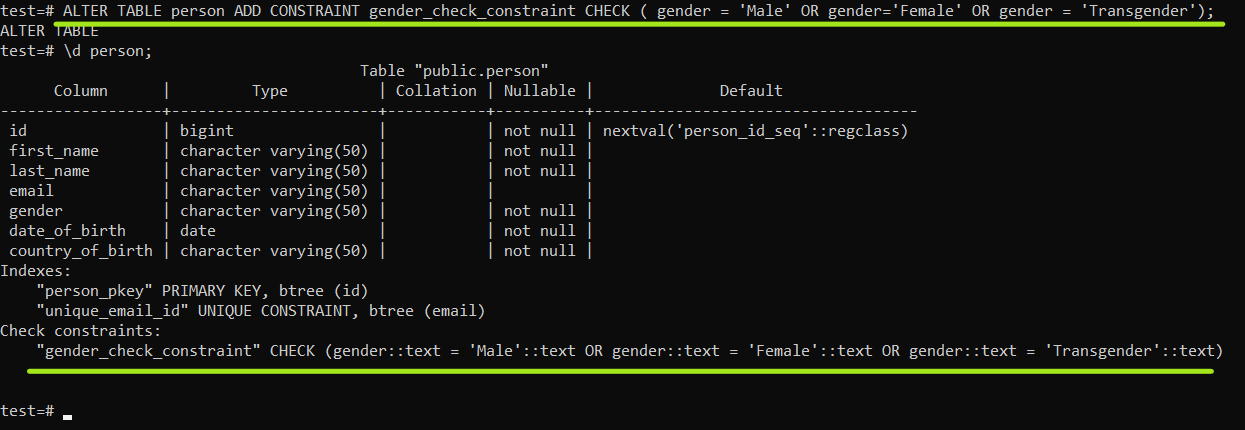 test=# ALTER TABLE person ADD CONSTRAINT gender_check_constraint CHECK ( gender = 'Male' OR gender='Female' OR gender = 'Transgender');
ALTER TABLE
test=# \d person;
                                        Table "public.person"
      Column      |         Type          | Collation | Nullable |              Default
------------------+-----------------------+-----------+----------+------------------------------------
 id               | bigint                |           | not null | nextval('person_id_seq'::regclass)
 first_name       | character varying(50) |           | not null |
 last_name        | character varying(50) |           | not null |
 email            | character varying(50) |           |          |
 gender           | character varying(50) |           | not null |
 date_of_birth    | date                  |           | not null |
 country_of_birth | character varying(50) |           | not null |
Indexes:
    "person_pkey" PRIMARY KEY, btree (id)
    "unique_email_id" UNIQUE CONSTRAINT, btree (email)
Check constraints:
    "gender_check_constraint" CHECK (gender::text = 'Male'::text OR gender::text = 'Female'::text OR gender::text = 'Transgender'::text)
test=#